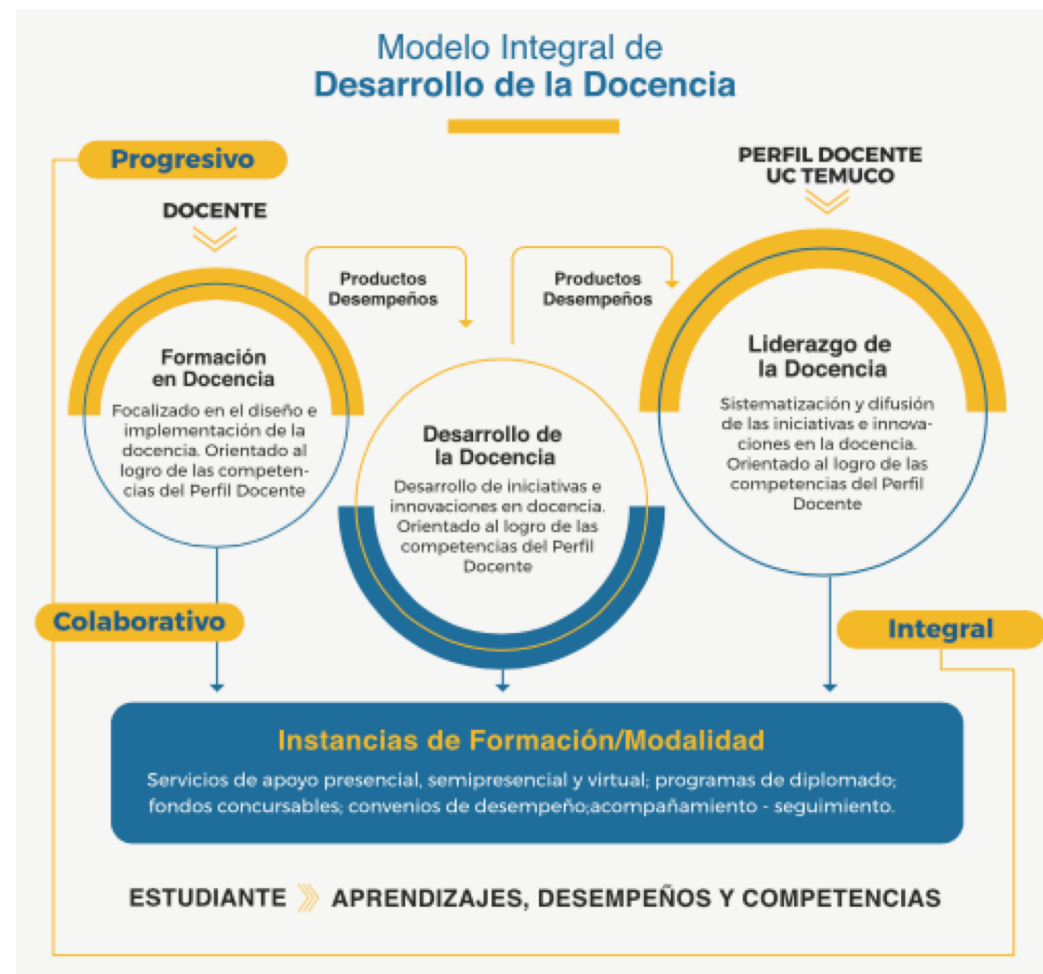 Modelo Integral de
Desarrollo de la Docencia
Progresivo
PERFIL DOCENTE
UC TEMUCO
DOCENTE
Productos
Desempeños
Productos
Desempeños
Formación
en Docencia
Focalizado en el diseño e
implementación de la
docencia. Orientado al
logro de las competen-
cias del Perfil Docente
Desarrollo de
la Docencia
Desarrollo de iniciativas e
innovaciones en docencia.
Orientado al logro de las
competencias del Perfil
Docente
Liderazgo de
la Docencia
Sistematización y difusión
de las iniciativas e innova-
ciones en la docencia.
Orientado al logro de las
competencias del Perfil
Docente
Colaborativo
Integral
Instancias de Formación/Modalidad
Servicios de apoyo presencial, semipresencial y virtual; programas de diplomado;
fondos concursables; convenios de desempeño;acompañamiento - seguimiento.
ESTUDIANTE APRENDIZAJES, DESEMPEÑOS Y COMPETENCIAS